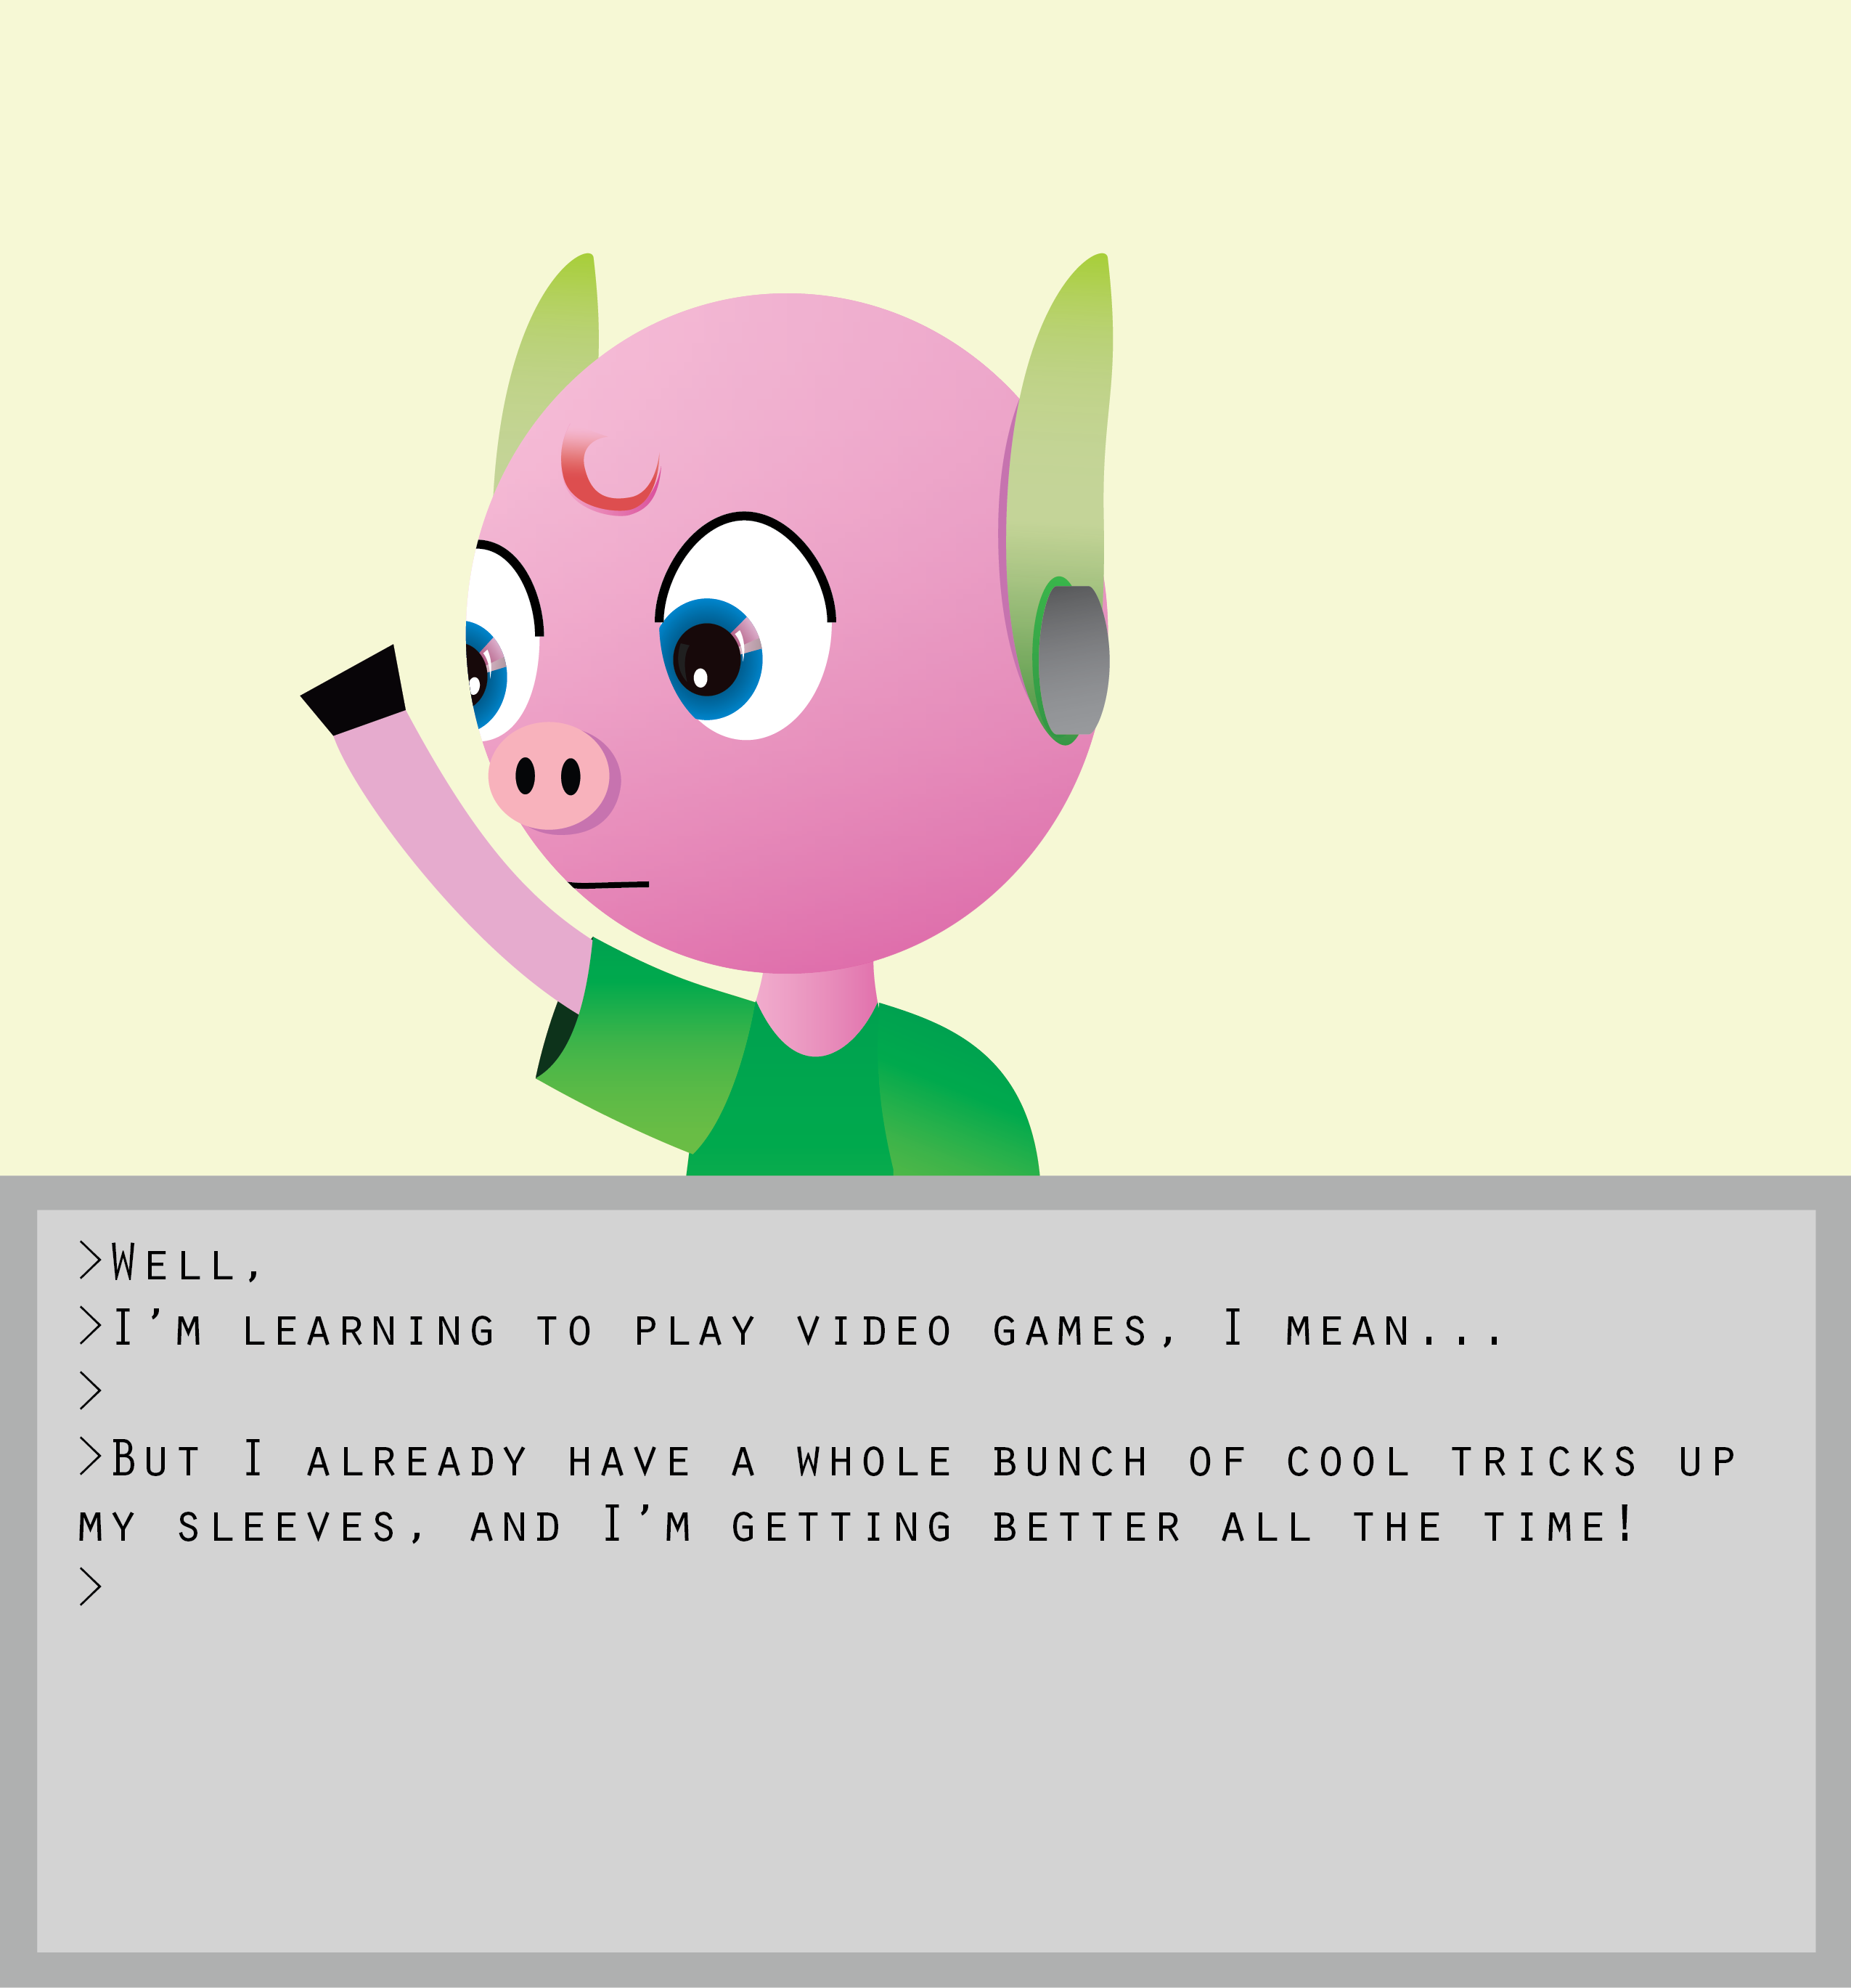 >Well,
>I’m learning to play video games, I mean...
>
>But I already have a whole bunch of cool tricks up
my sleeves, and I’m getting better all the time!
>